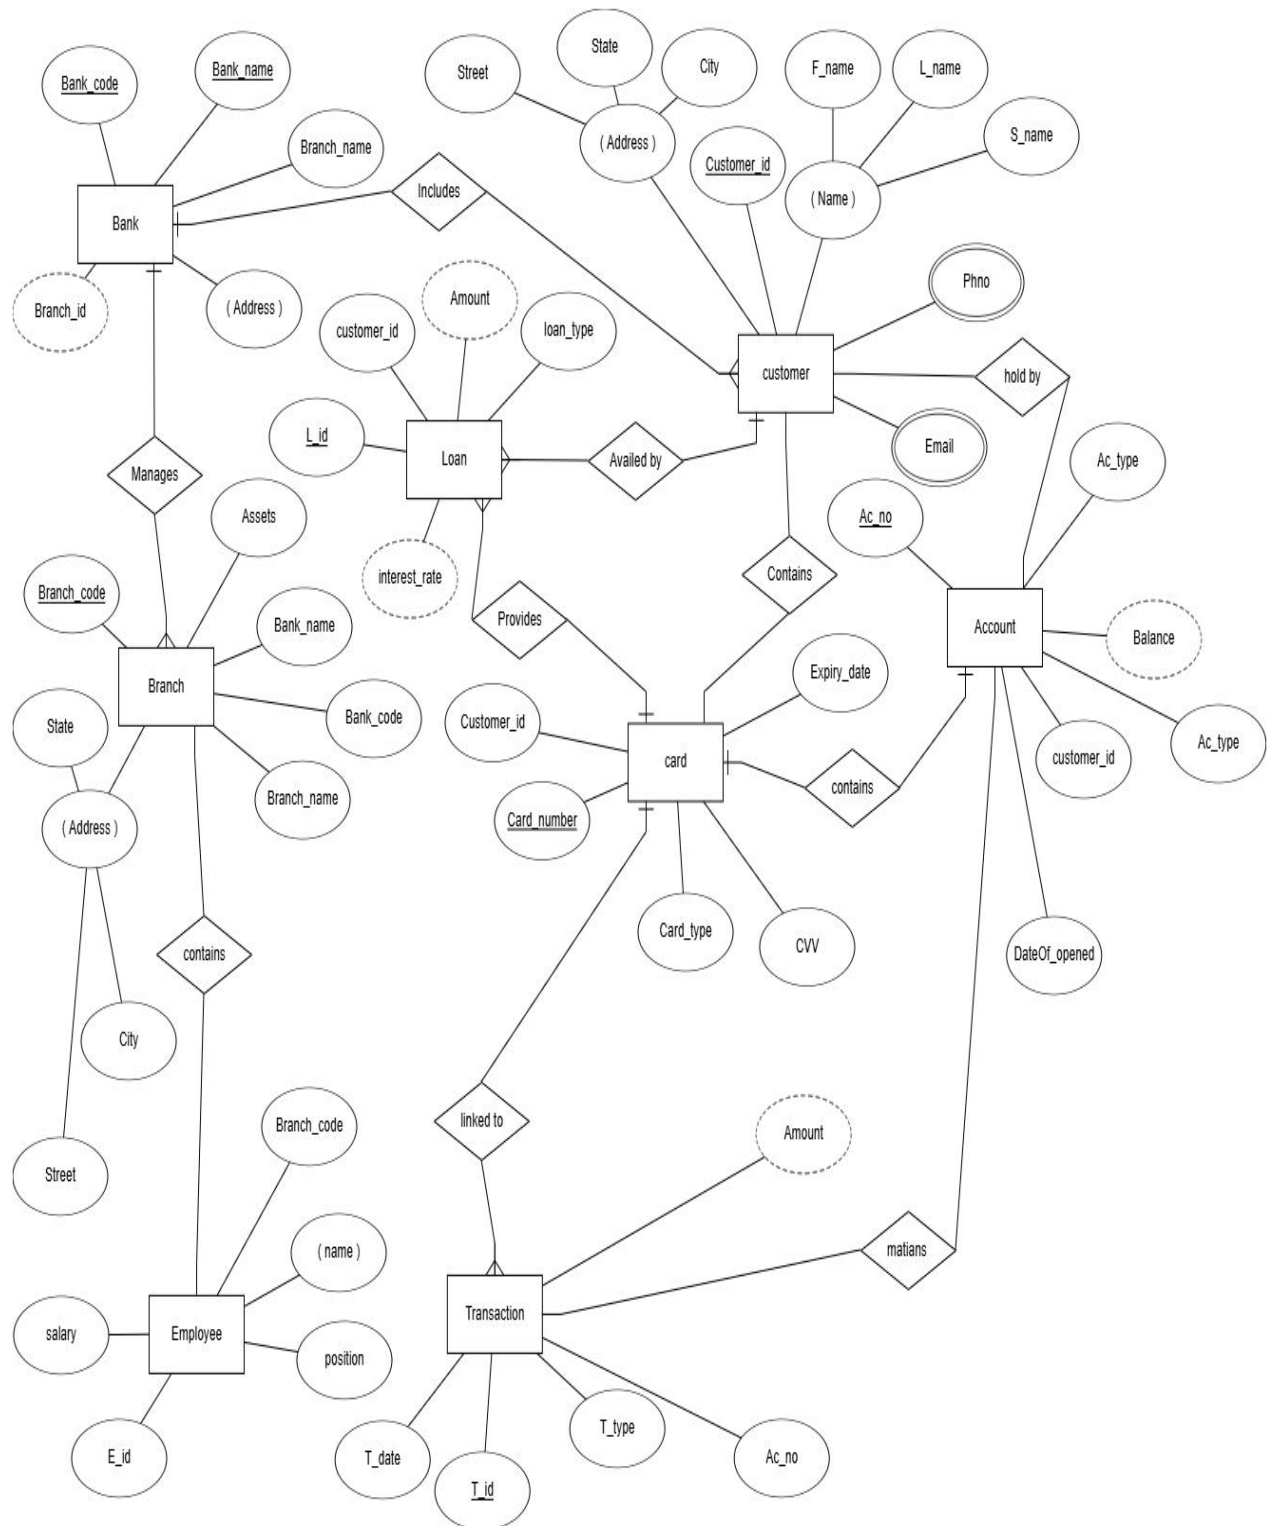 State
City
F_name
L_name
Street
Bank_name
Bank_code
S_name
( Address )
Branch_name
Customer_id
Includes
( Name )
Bank
Phno
Amount
( Address )
Branch_id
customer_id
loan_type
customer
hold by
L_id
Loan
Availed by
Email
Ac_type
Manages
Assets
Ac_no
interest_rate
Contains
Branch_code
Provides
Bank_name
Account
Balance
Expiry_date
Branch
State
Bank_code
Customer_id
Ac_type
card
customer_id
contains
Branch_name
( Address )
Card_number
Card_type
CVV
contains
DateOf_opened
City
linked to
Branch_code
Amount
Street
( name )
matians
Transaction
salary
Employee
position
T_type
E_id
T_date
Ac_no
T_id